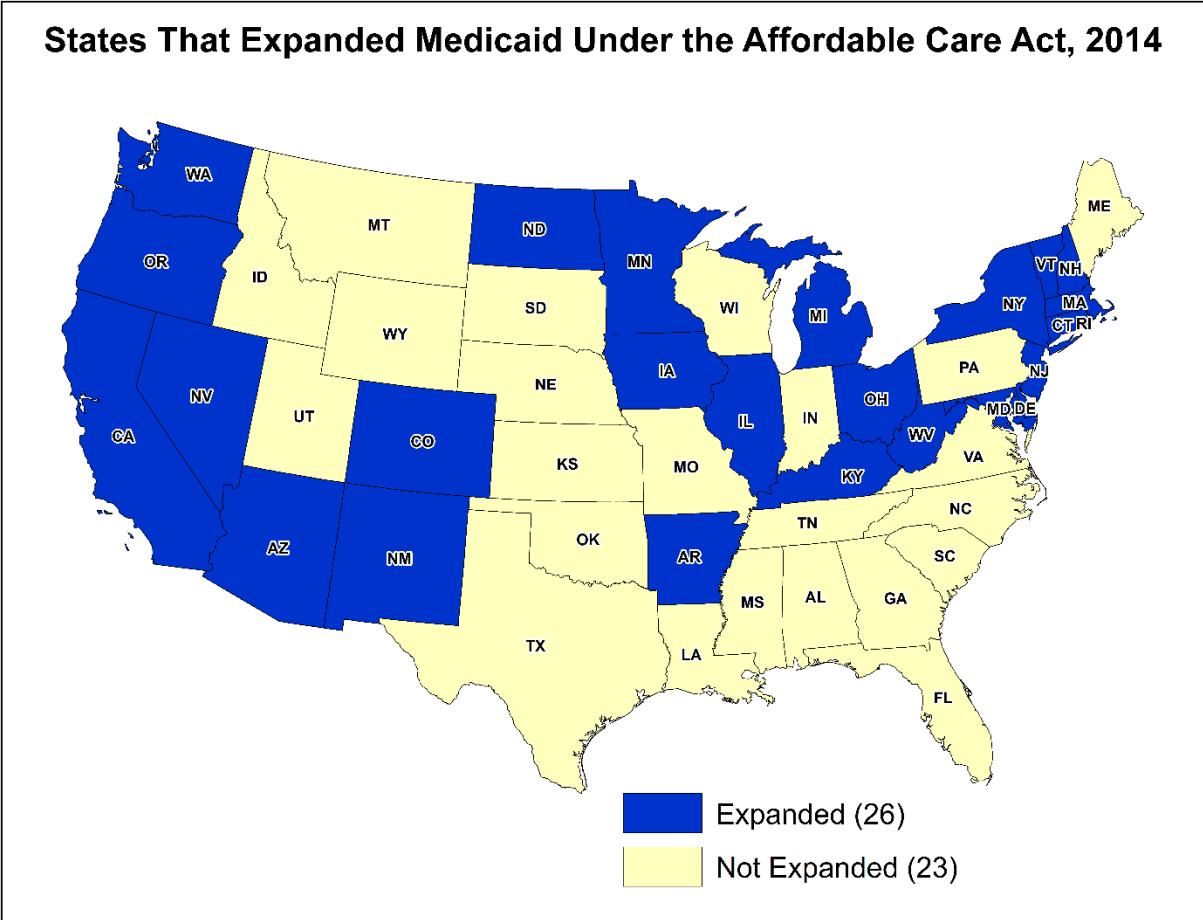 States That Expanded Medicaid Under the Affordable Care Act, 2014
WA
MT
ND
MN
ME
OR
ID
SD
WI
MI
VT
NH
NY
MA
CT
RI
WY
IA
NE
PA
NJ
NV
UT
CO
IL
IN
OH
MD
DE
CA
WV
VA
KS
MO
KY
NC
TN
OK
AZ
NM
AR
SC
MS
AL
GA
TX
LA
FL
Expanded (26)
Not Expanded (23)